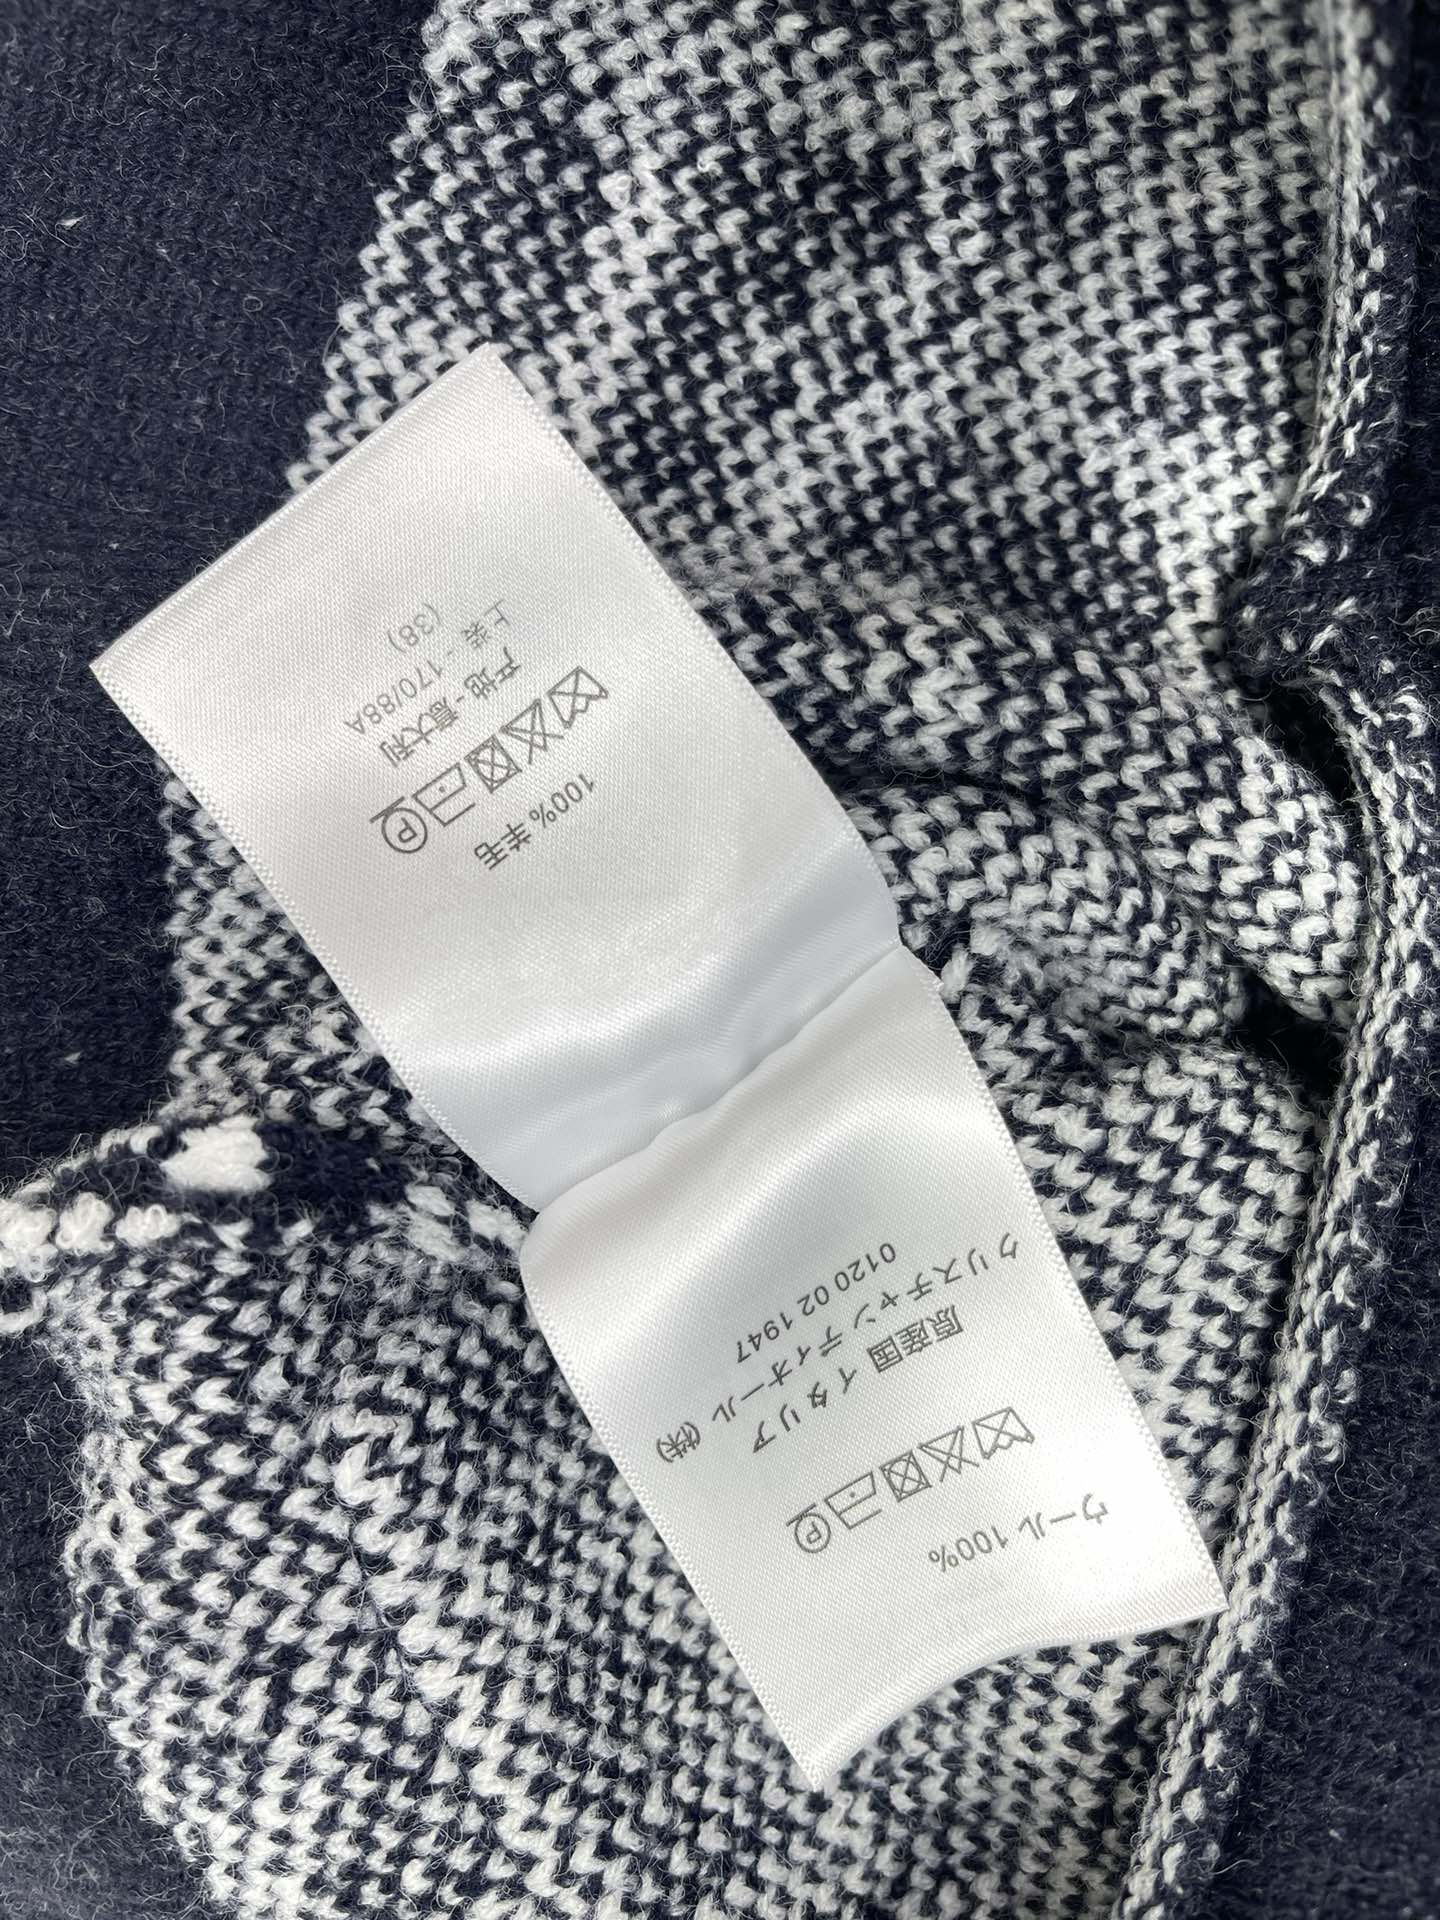 上装 - 170/88A
(38)
产地 - 意大利
P
100% 羊毛
クリスチャン ディオール (株)
0120 02 1947
原産国 イタリア
P
ウール 100%